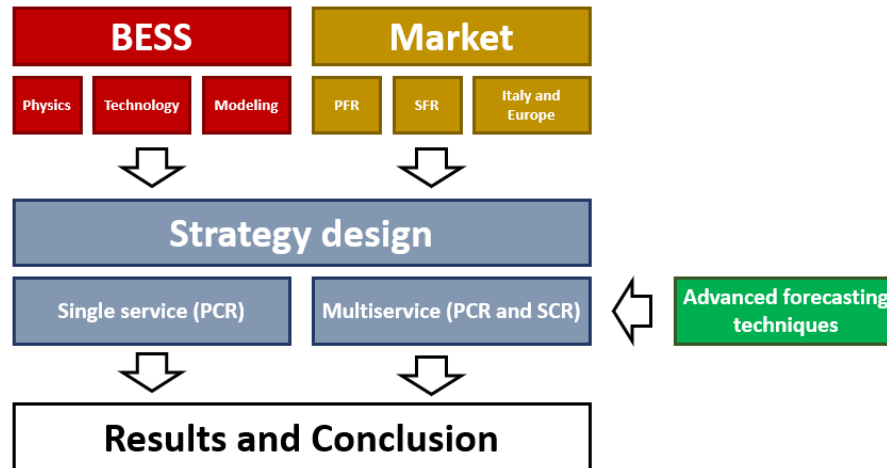 BESS
Market
Physics
Technology
Modeling
PFR
SFR
Italy and
Europe
Strategy design
Single service (PCR)
Multiservice (PCR and SCR)
Advanced forecasting
techniques
Results and Conclusion